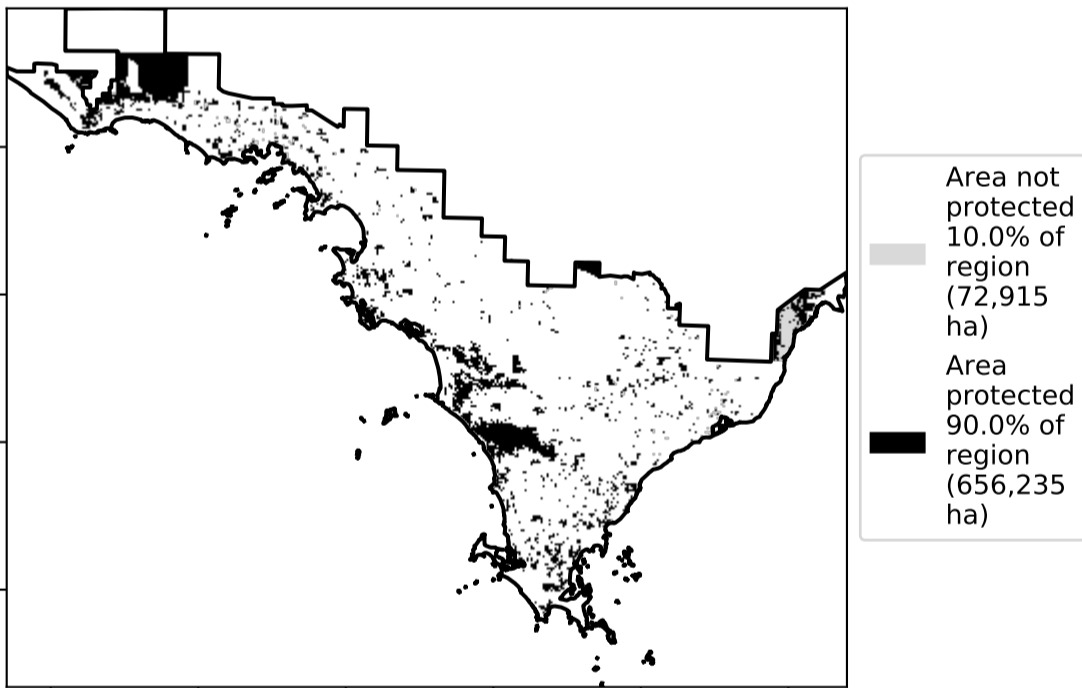 Area not
protected
10.0% of
region
(72,915
ha)
Area
protected
90.0% of
region
(656,235
ha)